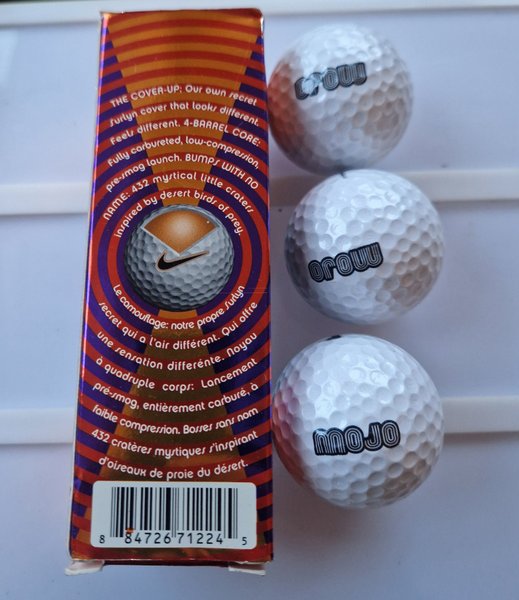 THE COVER-UP: Our own secret
surlyn cover that looks different.
Feels different. 4-BARREL CORE:
Fully carbureted, low-compression,
pre-smog launch. BUMPS WITH NO
NAME: 432 mystical little craters
inspired by desert birds of prey.
Le camouflage: notre propre surlyn
secret qui a l'air différent. Qui offre
une sensation différente. Noyau
à quadruple corps: Lancement
pré-smog, entièrement carburé, à
faible compression. Bosses sans nom
432 cratères mystiques s'inspirant
d'oiseaux de proie du désert.
8 84726 71224 5
MOJO
MOJO
MOJO